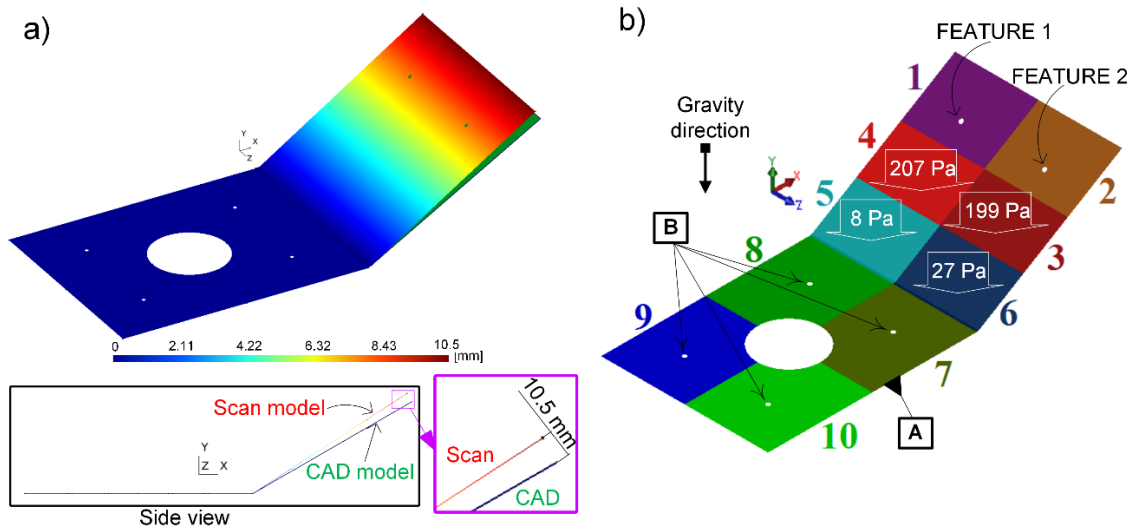 a)
Y
X
Z
0
2.11
4.22
6.32
8.43
10.5
[mm]
Scan model
CAD model
Y
Z
X
Side view
10.5 mm
Scan
CAD
b)
FEATURE 1
FEATURE 2
Gravity
direction
Y
X
Z
1
2
3
4
5
6
7
8
9
10
207 Pa
199 Pa
8 Pa
27 Pa
B
A